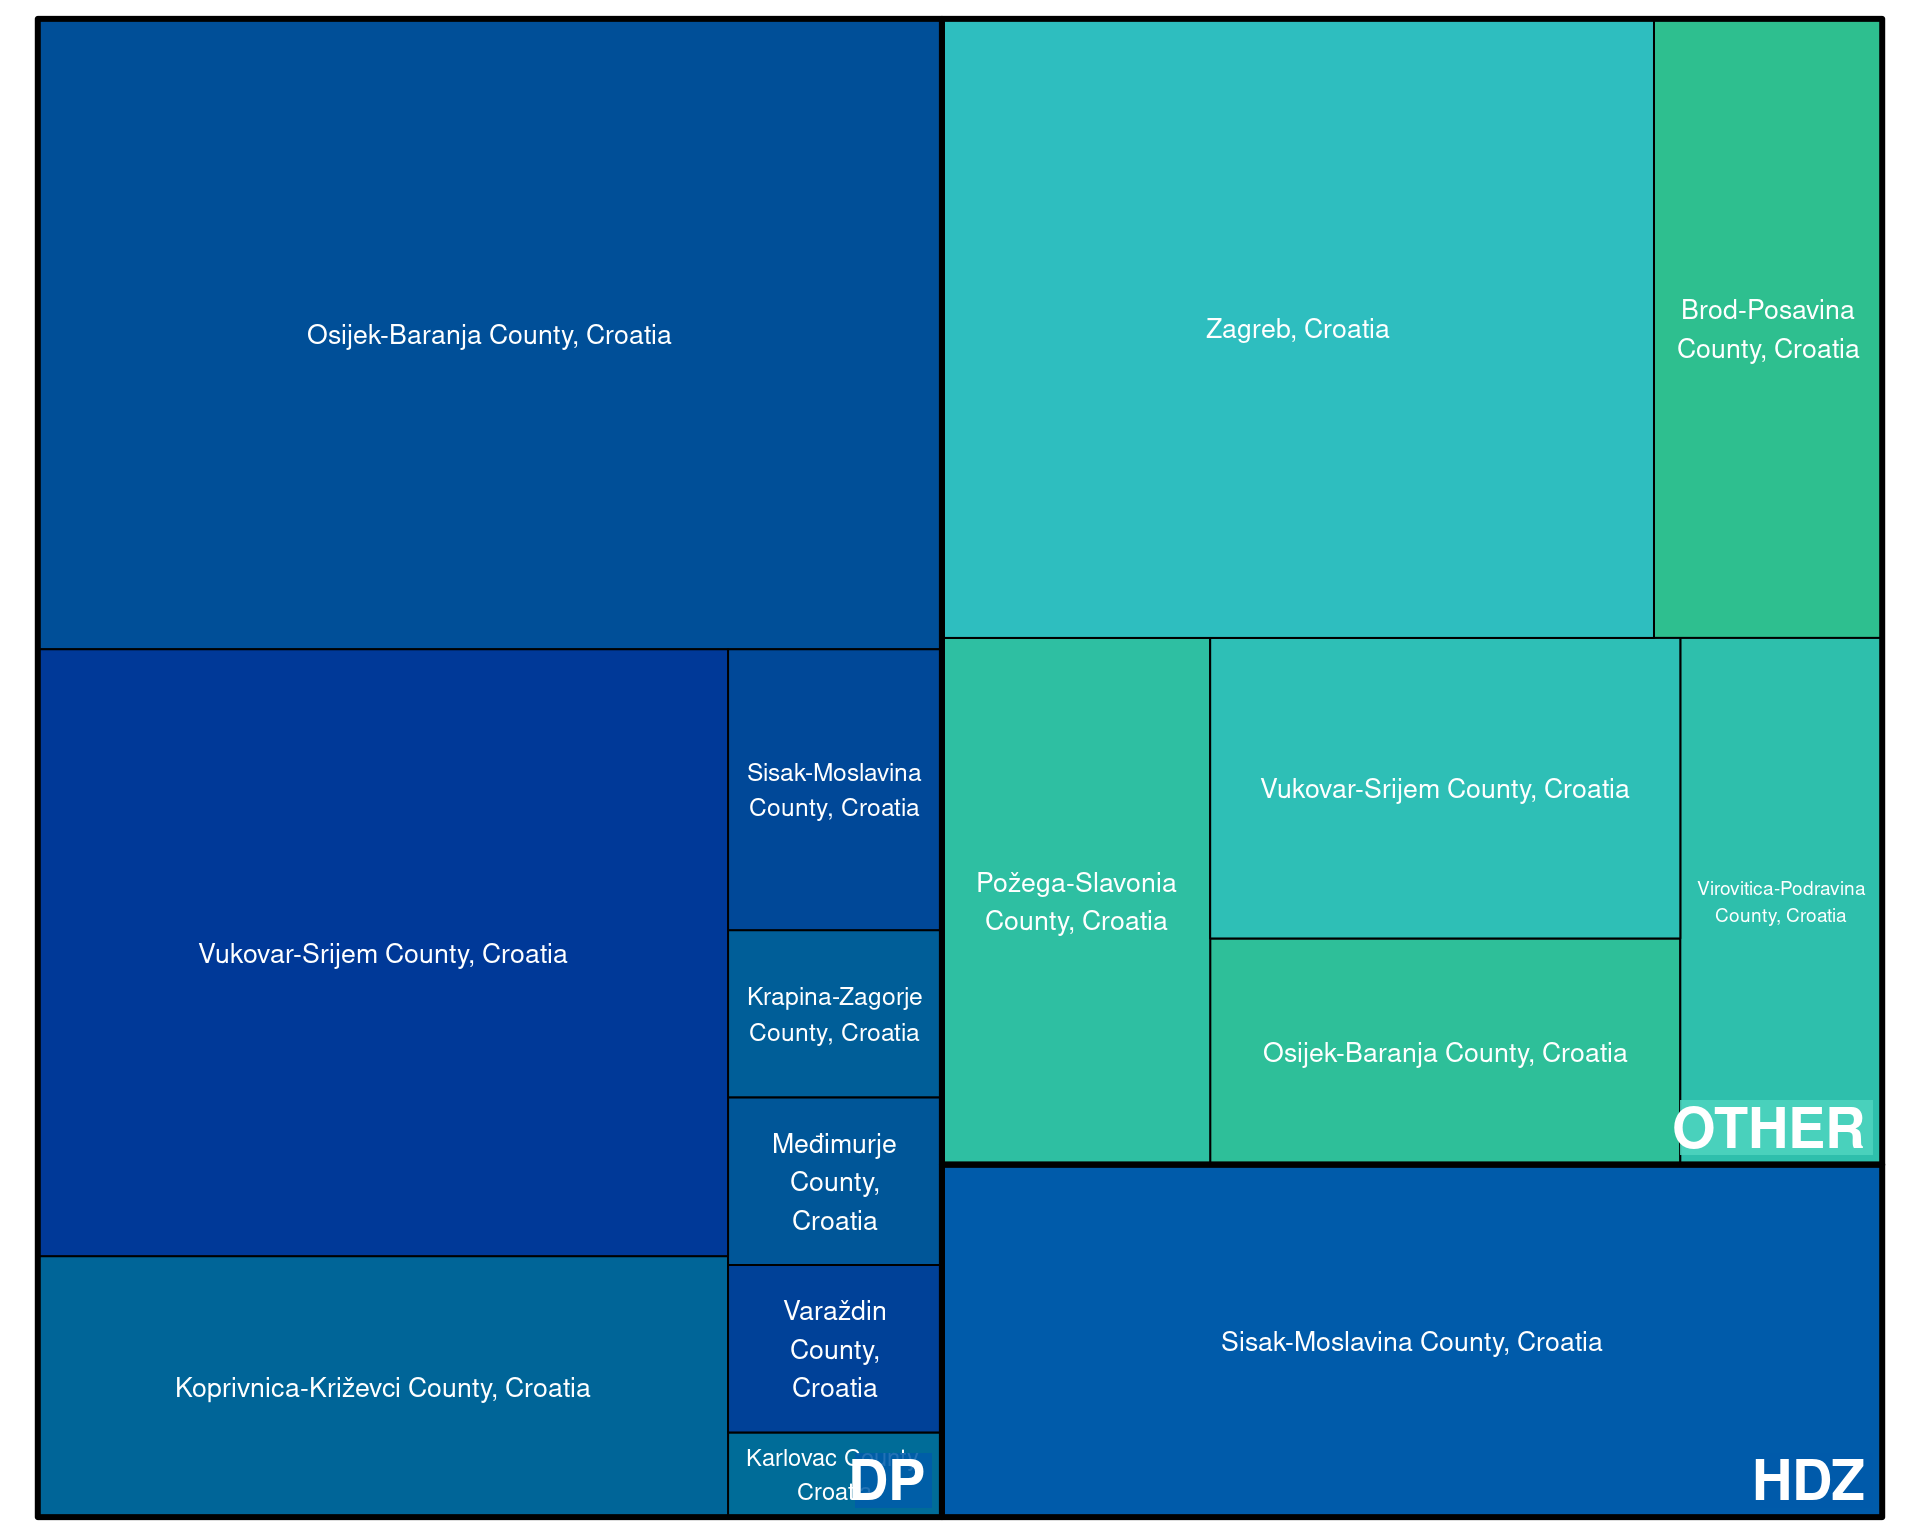 Osijek-Baranja County, Croatia
Vukovar-Srijem County, Croatia
Sisak-Moslavina
County, Croatia
Krapina-Zagorje
County, Croatia
Međimurje
County,
Croatia
Varaždin
County,
Croatia
Koprivnica-Križevci County, Croatia
Karlovac County,
Croatia
DP
Zagreb, Croatia
Brod-Posavina
County, Croatia
Požega-Slavonia
County, Croatia
Vukovar-Srijem County, Croatia
Osijek-Baranja County, Croatia
Virovitica-Podravina
County, Croatia
OTHER
Sisak-Moslavina County, Croatia
HDZ